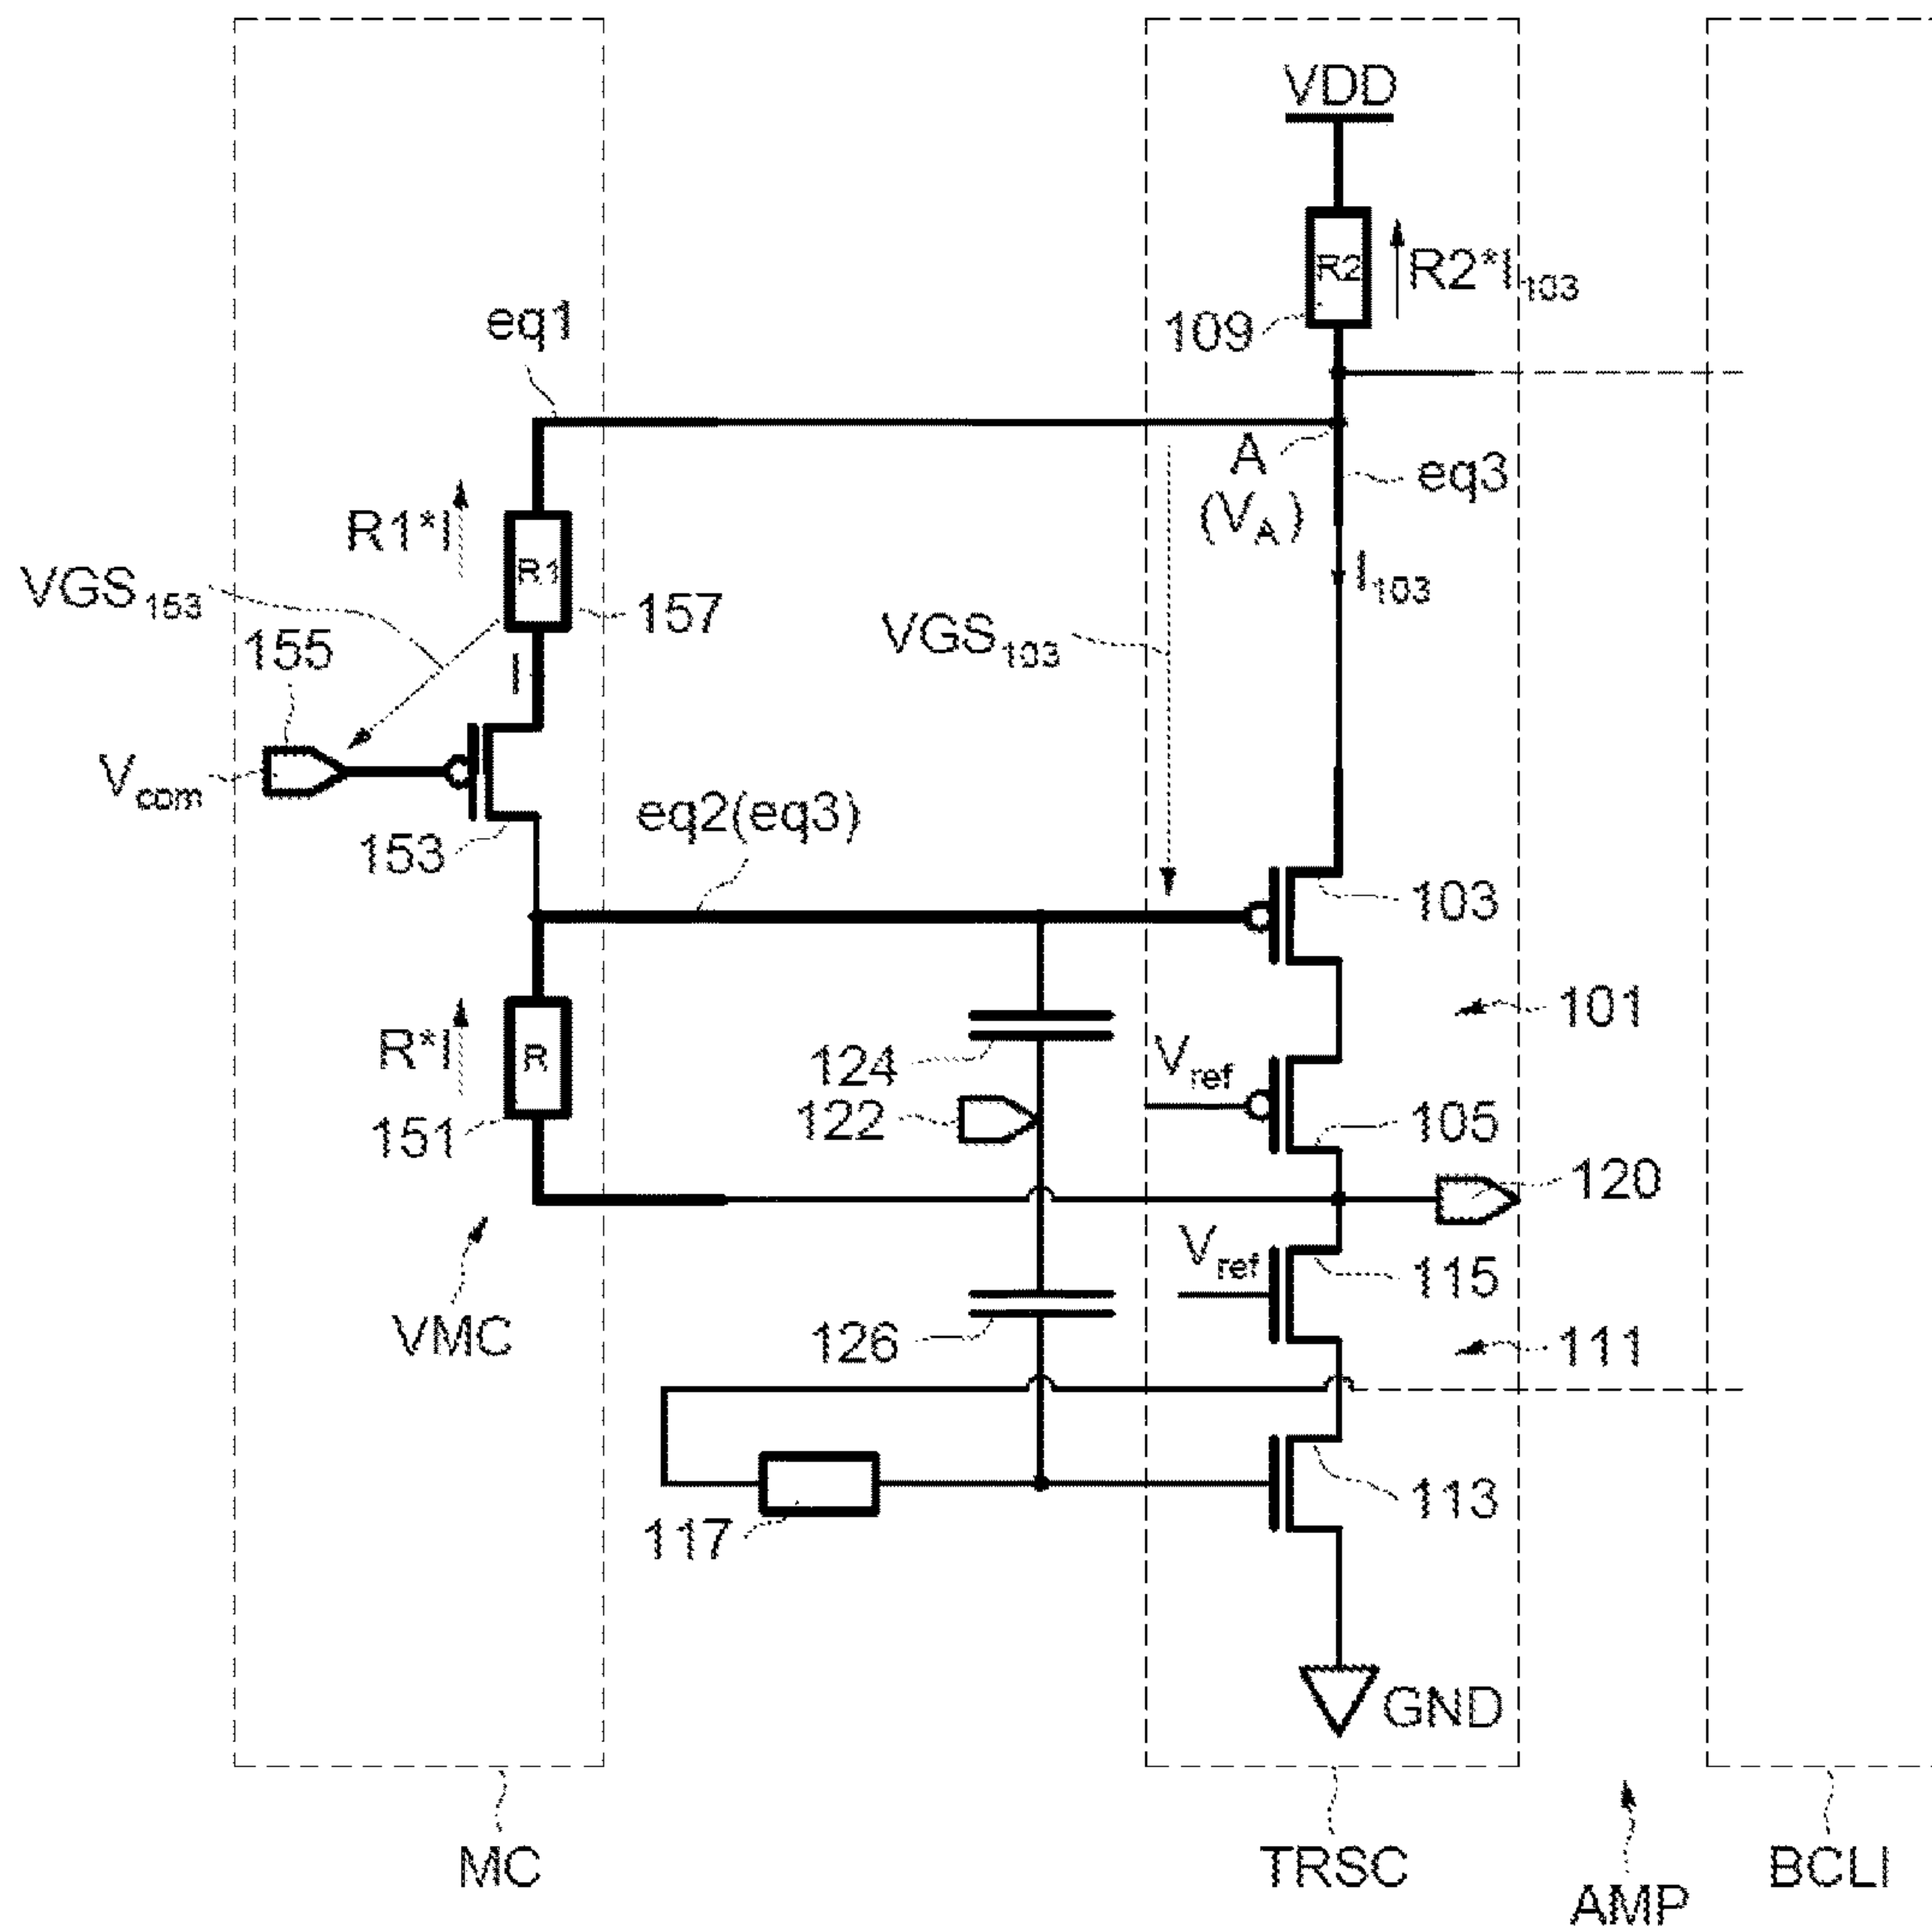 VDD
R2
R2*I103
109
eq1
A
(VA)
eq3
R1*I
R1
I103
VGS153
157
VGS103
155
I
Vcom
eq2(eq3)
153
103
R*I
R
124
Vref
101
122
151
105
120
Vref
115
VMC
126
111
117
113
GND
MC
TRSC
AMP
BCLI